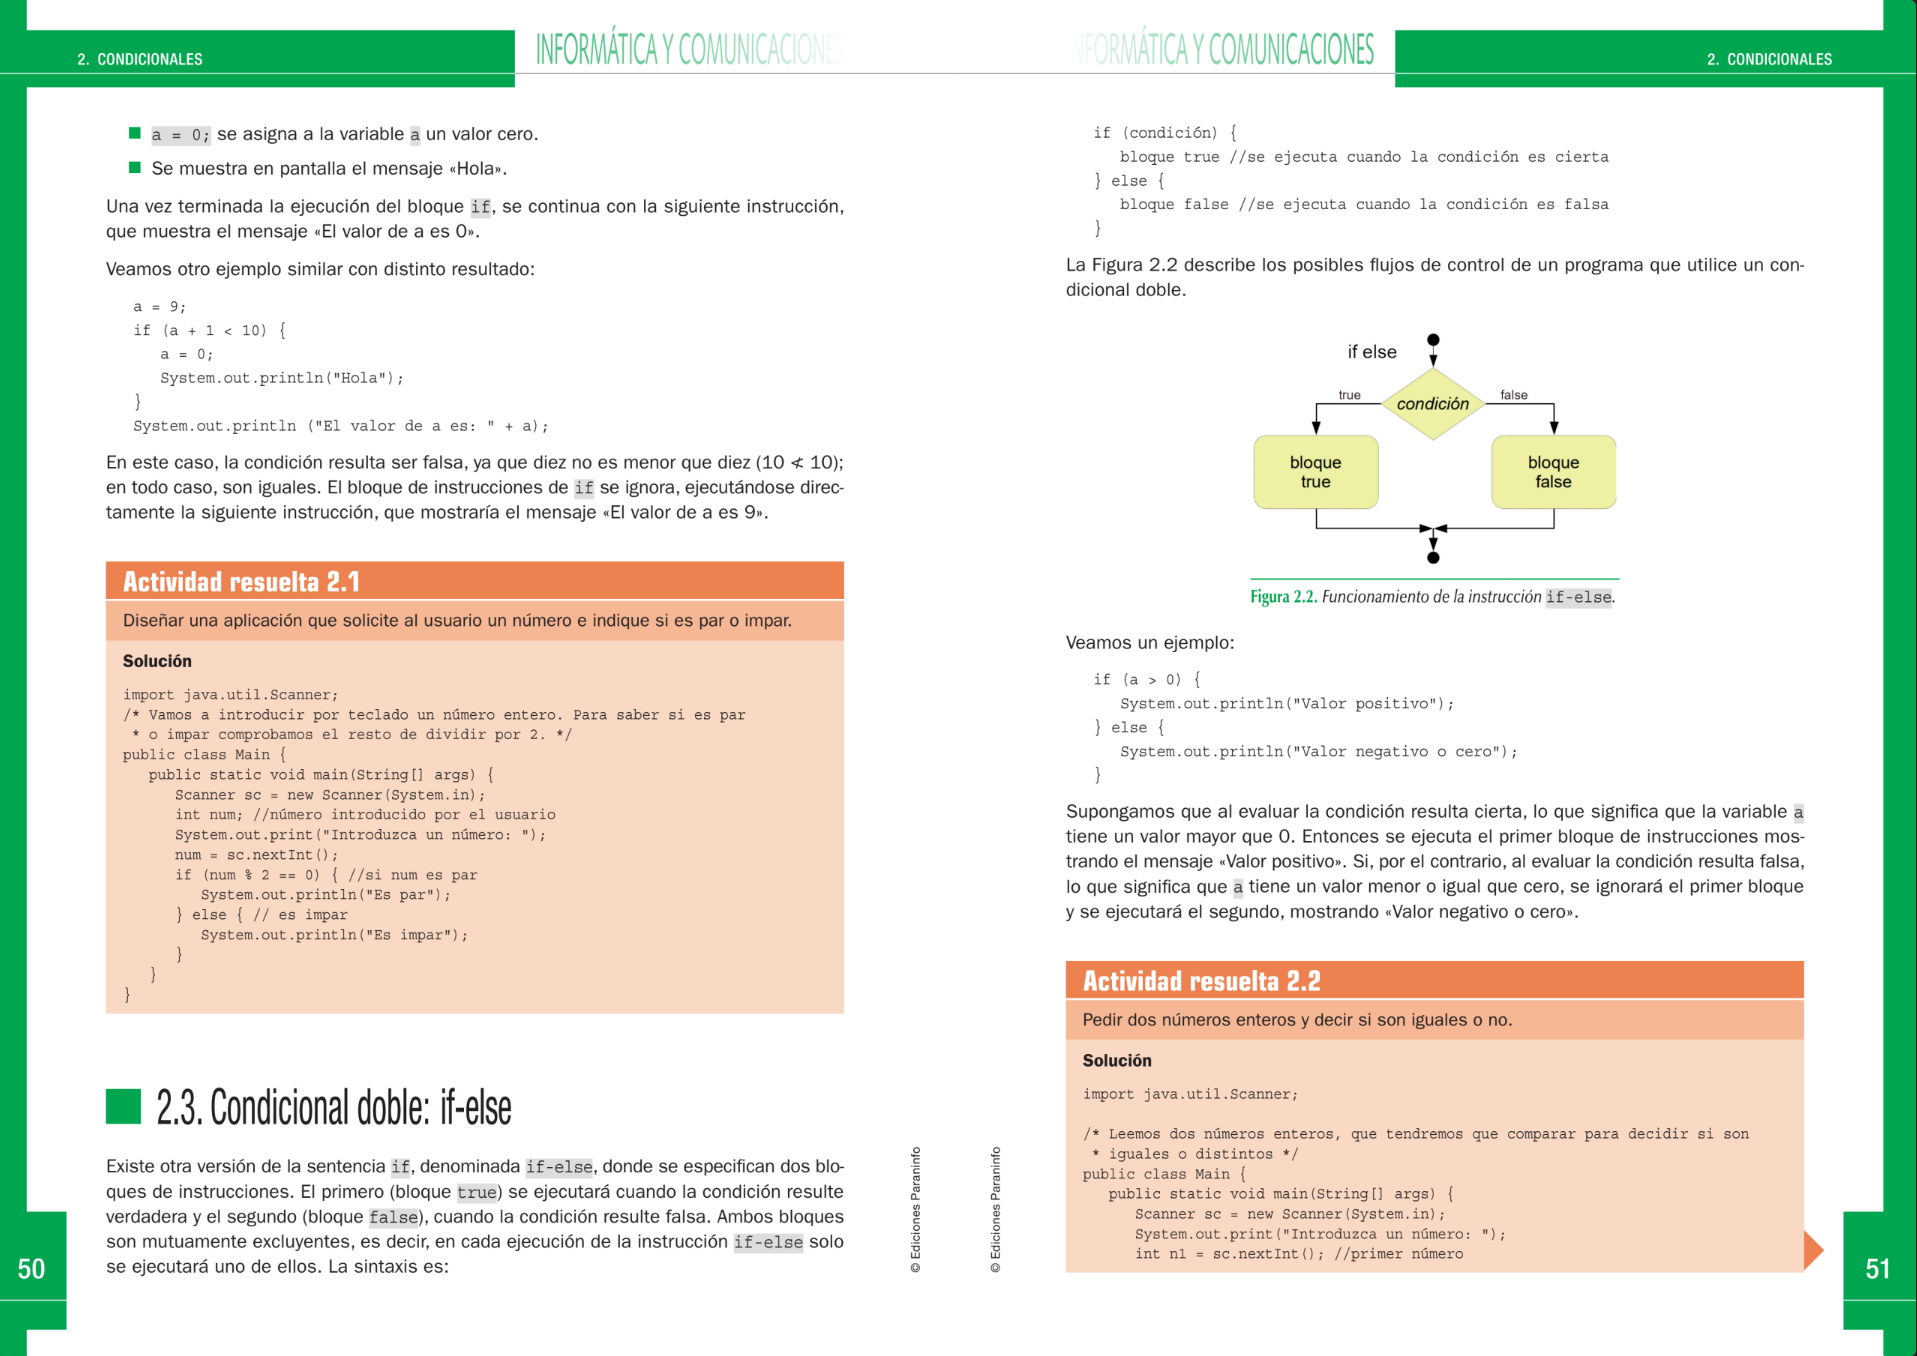 2. CONDICIONALES
INFORMÁTICA Y COMUNICACIONES
a = 0; se asigna a la variable a un valor cero.
Se muestra en pantalla el mensaje «Hola».
Una vez terminada la ejecución del bloque if, se continua con la siguiente instrucción,
que muestra el mensaje «El valor de a es 0».
Veamos otro ejemplo similar con distinto resultado:
a = 9;
if (a + 1 < 10) {
a = 0;
System.out.println("Hola");
}
System.out.println ("El valor de a es: " + a);
En este caso, la condición resulta ser falsa, ya que diez no es menor que diez (10 ≮ 10);
en todo caso, son iguales. El bloque de instrucciones de if se ignora, ejecutándose direc-
tamente la siguiente instrucción, que mostraría el mensaje «El valor de a es 9».
Actividad resuelta 2.1
Diseñar una aplicación que solicite al usuario un número e indique si es par o impar.
Solución
import java.util.Scanner;
/* Vamos a introducir por teclado un número entero. Para saber si es par
* o impar comprobamos el resto de dividir por 2. */
public class Main {
public static void main(String[] args) {
Scanner sc = new Scanner(System.in);
int num; //número introducido por el usuario
System.out.print("Introduzca un número: ");
num = sc.nextInt();
if (num % 2 == 0) { //si num es par
System.out.println("Es par");
} else { // es impar
System.out.println("Es impar");
}
}
}
2.3. Condicional doble: if-else
Existe otra versión de la sentencia if, denominada if-else, donde se especifican dos blo-
ques de instrucciones. El primero (bloque true) se ejecutará cuando la condición resulte
verdadera y el segundo (bloque false), cuando la condición resulte falsa. Ambos bloques
son mutuamente excluyentes, es decir, en cada ejecución de la instrucción if-else solo
se ejecutará uno de ellos. La sintaxis es:
© Ediciones Paraninfo
50
INFORMÁTICA Y COMUNICACIONES
2. CONDICIONALES
if (condición) {
bloque true //se ejecuta cuando la condición es cierta
} else {
bloque false //se ejecuta cuando la condición es falsa
}
La Figura 2.2 describe los posibles flujos de control de un programa que utilice un con-
dicional doble.
if else
true
condición
false
bloque
true
bloque
false
Figura 2.2. Funcionamiento de la instrucción if-else.
Veamos un ejemplo:
if (a > 0) {
System.out.println("Valor positivo");
} else {
System.out.println("Valor negativo o cero");
}
Supongamos que al evaluar la condición resulta cierta, lo que significa que la variable a
tiene un valor mayor que 0. Entonces se ejecuta el primer bloque de instrucciones mos-
trando el mensaje «Valor positivo». Si, por el contrario, al evaluar la condición resulta falsa,
lo que significa que a tiene un valor menor o igual que cero, se ignorará el primer bloque
y se ejecutará el segundo, mostrando «Valor negativo o cero».
Actividad resuelta 2.2
Pedir dos números enteros y decir si son iguales o no.
Solución
import java.util.Scanner;
/* Leemos dos números enteros, que tendremos que comparar para decidir si son
* iguales o distintos */
public class Main {
public static void main(String[] args) {
Scanner sc = new Scanner(System.in);
System.out.print("Introduzca un número: ");
int n1 = sc.nextInt(); //primer número
© Ediciones Paraninfo
51